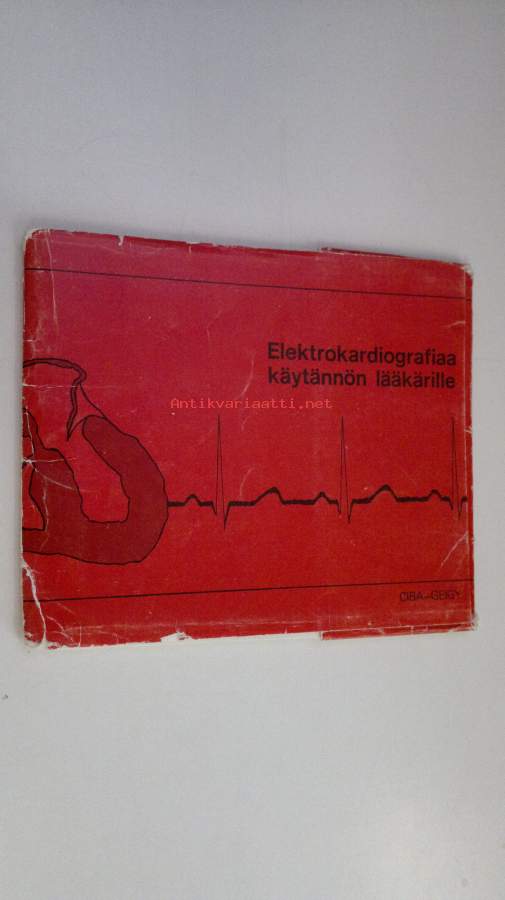 Elektrokardiografiaa
käytännön lääkärille
Antikvariaatti.net
CIBA-GEIGY